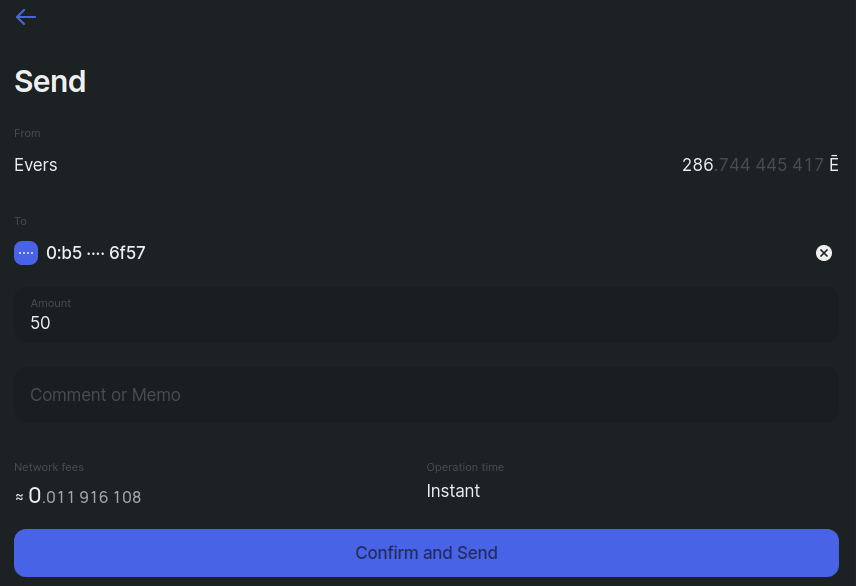 Send
From
Evers 286.744 445 417 Ē
To
0:b5 ···· 6f57
Amount
50
Comment or Memo
Network fees Operation time
≈ 0.011 916 108 Instant
Confirm and Send